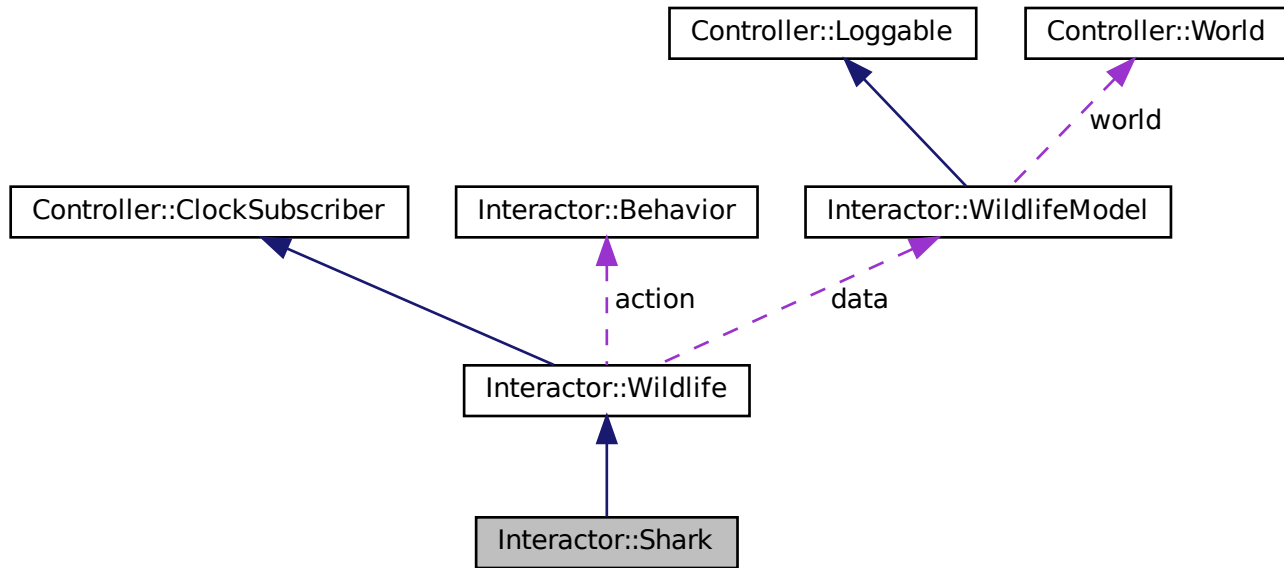 Controller::Loggable
Controller::World
world
Controller::ClockSubscriber
Interactor::Behavior
Interactor::WildlifeModel
action
data
Interactor::Wildlife
Interactor::Shark